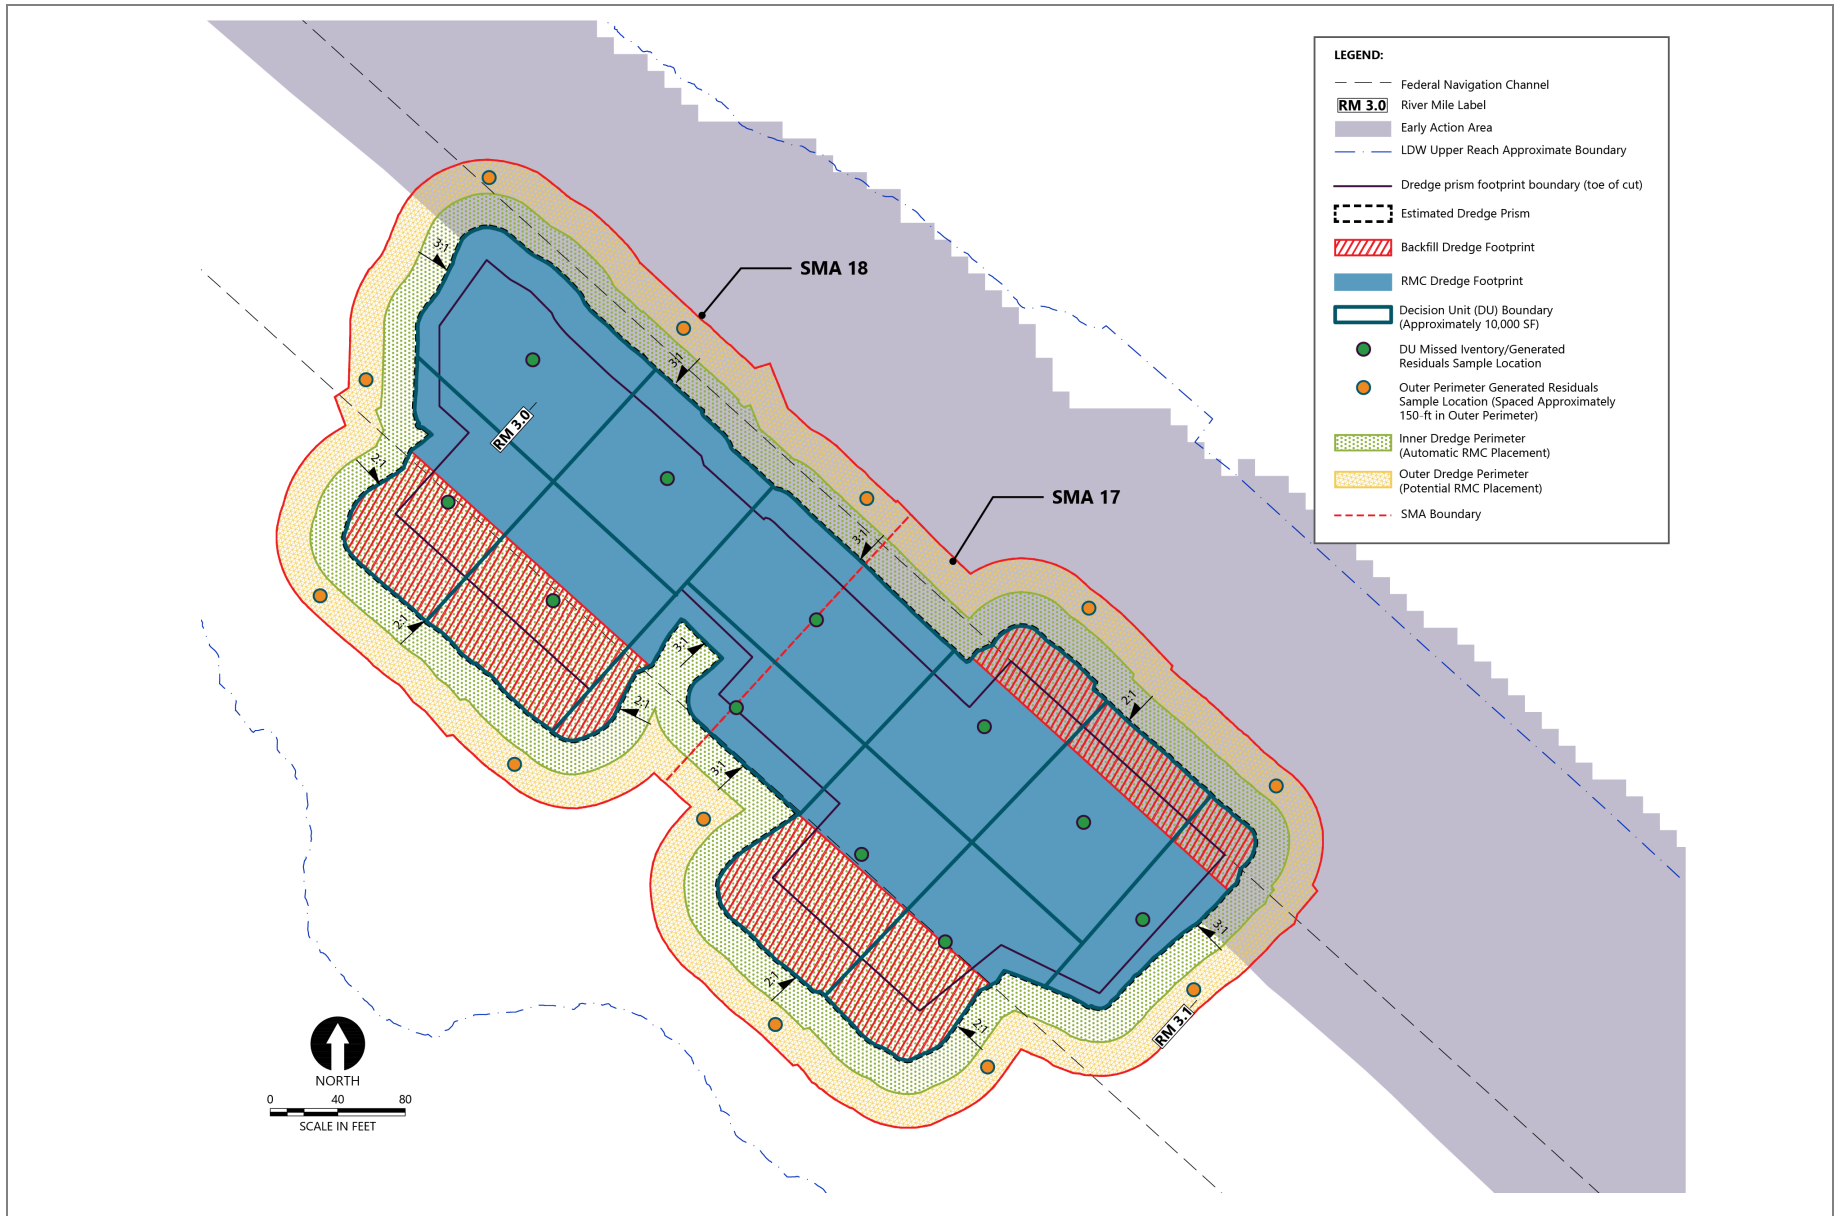 LEGEND:
Federal Navigation Channel
RM 3.0
River Mile Label
Early Action Area
LDW Upper Reach Approximate Boundary
Dredge prism footprint boundary (toe of cut)
Estimated Dredge Prism
Backfill Dredge Footprint
RMC Dredge Footprint
Decision Unit (DU) Boundary
(Approximately 10,000 SF)
DU Missed Iventory/Generated
Residuals Sample Location
Outer Perimeter Generated Residuals
Sample Location (Spaced Approximately
150-ft in Outer Perimeter)
Inner Dredge Perimeter
(Automatic RMC Placement)
Outer Dredge Perimeter
(Potential RMC Placement)
SMA Boundary
3:1
SMA 18
3:1
RM 3.0
2:1
SMA 17
3:1
2:1
3:1
2:1
2:1
3:1
3:1
2:1
2:1
RM 3.1
NORTH
0 40 80
SCALE IN FEET